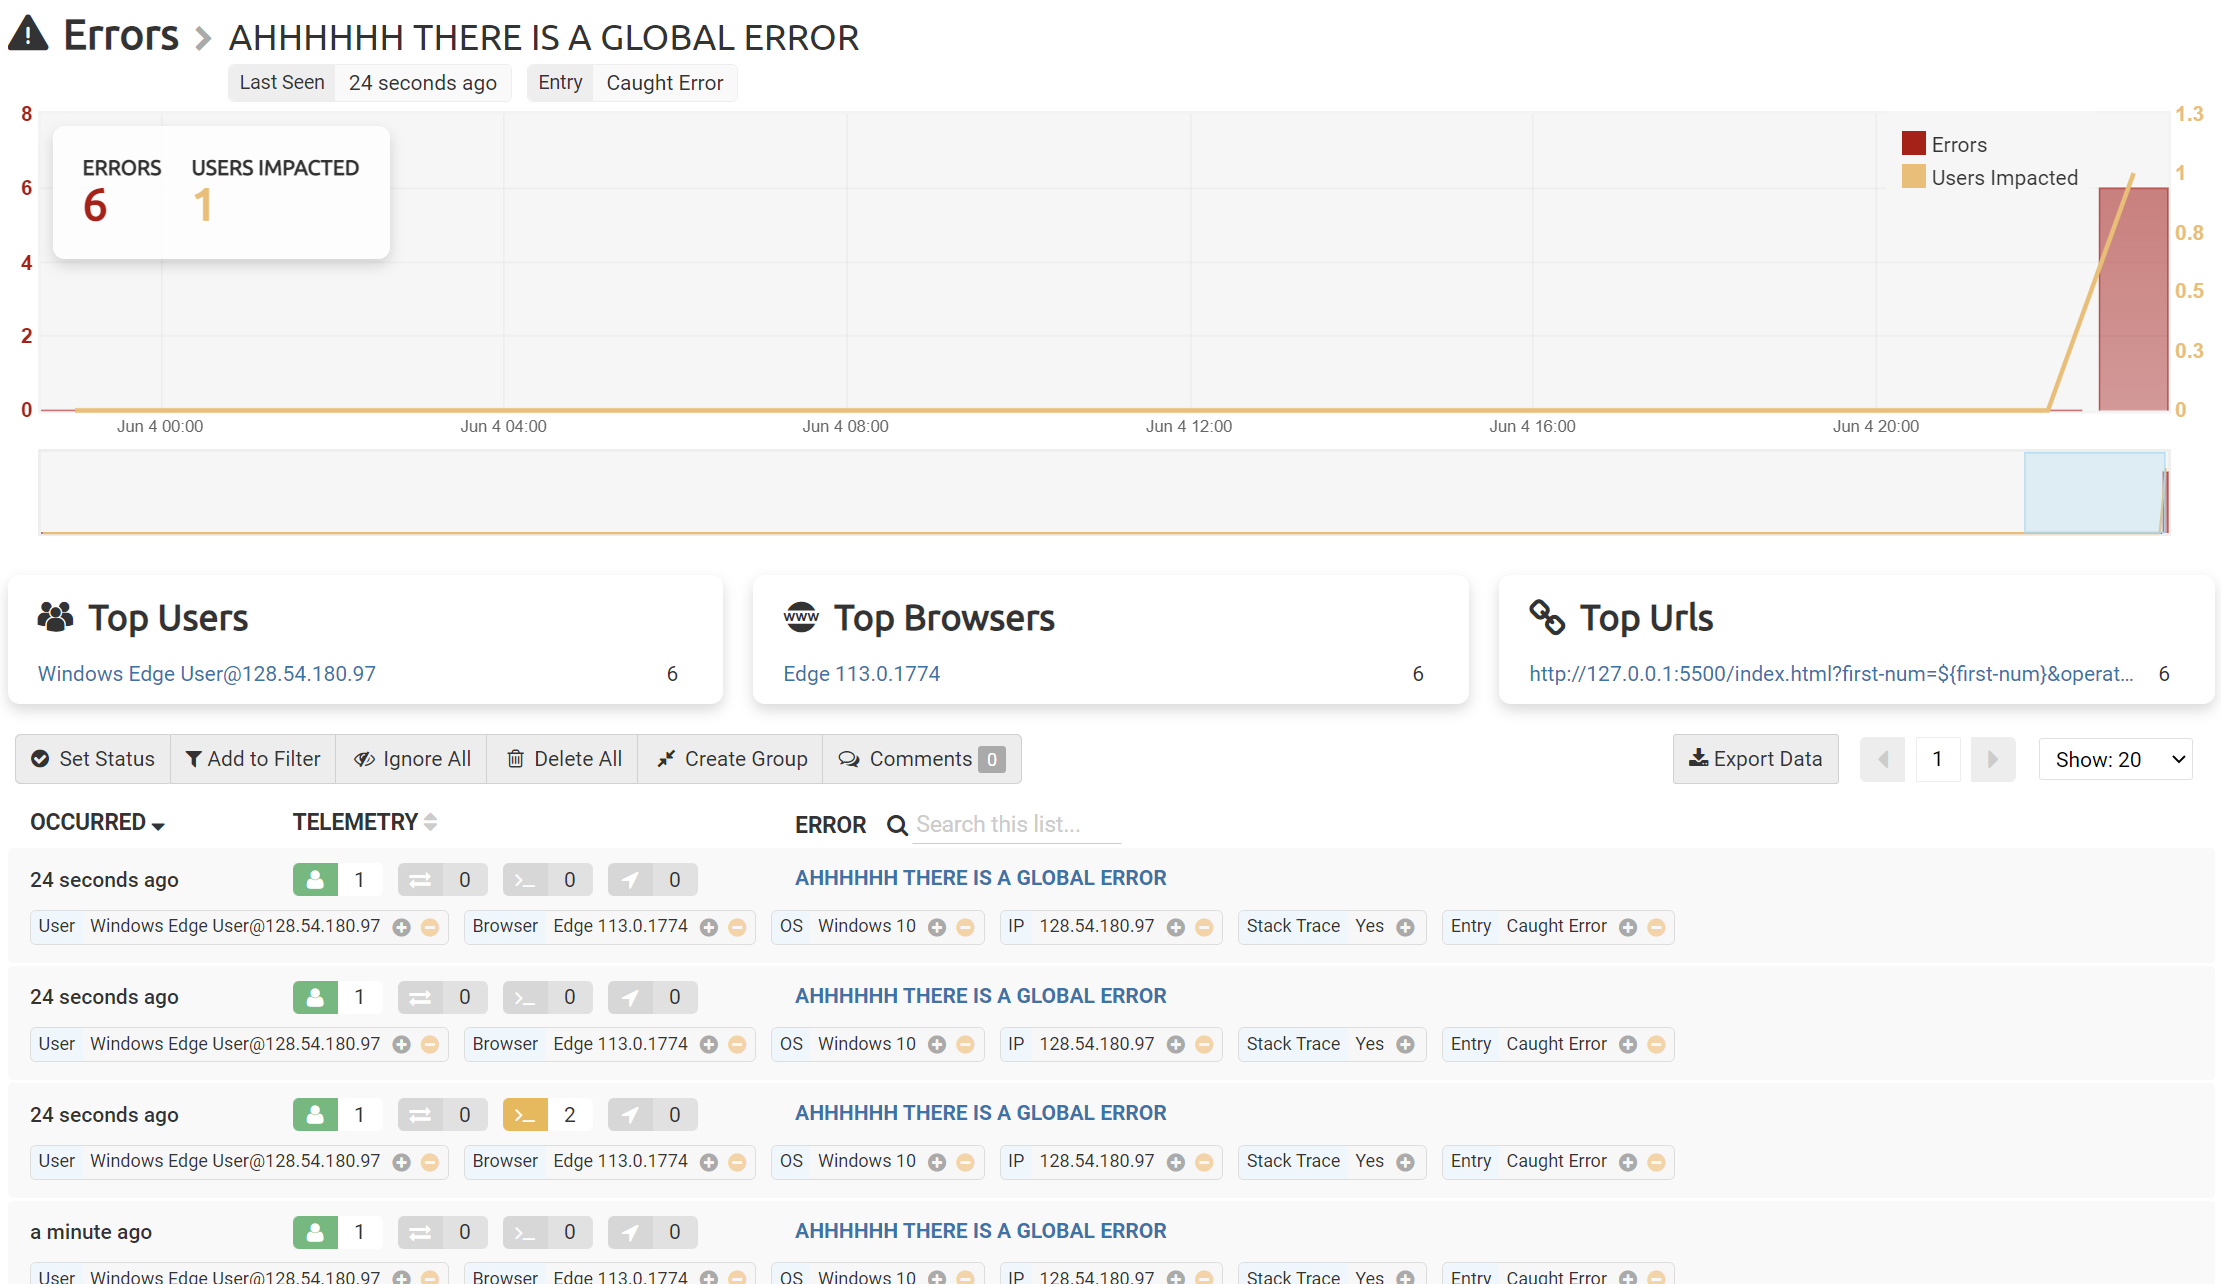 Errors > AHHHHHH THERE IS A GLOBAL ERROR
Last Seen 24 seconds ago Entry Caught Error
8 1.3
ERRORS USERS IMPACTED
6 1
Errors
Users Impacted
6 1
4 0.8
2 0.5
0.3
0 0
Jun 4 00:00 Jun 4 04:00 Jun 4 08:00 Jun 4 12:00 Jun 4 16:00 Jun 4 20:00
Top Users
Windows Edge User@128.54.180.97 6
www Top Browsers
Edge 113.0.1774 6
Top Urls
http://127.0.0.1:5500/index.html?first-num=${first-num}&operat... 6
Set Status Add to Filter Ignore All Delete All Create Group Comments 0 Export Data 1 Show: 20
OCCURRED TELEMETRY ERROR Search this list...
24 seconds ago 1 0 0 0 AHHHHHH THERE IS A GLOBAL ERROR
User Windows Edge User@128.54.180.97 Browser Edge 113.0.1774 OS Windows 10 IP 128.54.180.97 Stack Trace Yes Entry Caught Error
24 seconds ago 1 0 0 0 AHHHHHH THERE IS A GLOBAL ERROR
User Windows Edge User@128.54.180.97 Browser Edge 113.0.1774 OS Windows 10 IP 128.54.180.97 Stack Trace Yes Entry Caught Error
24 seconds ago 1 0 2 0 AHHHHHH THERE IS A GLOBAL ERROR
User Windows Edge User@128.54.180.97 Browser Edge 113.0.1774 OS Windows 10 IP 128.54.180.97 Stack Trace Yes Entry Caught Error
a minute ago 1 0 0 0 AHHHHHH THERE IS A GLOBAL ERROR
User Windows Edge User@128.54.180.97 Browser Edge 113.0.1774 OS Windows 10 IP 128.54.180.97 Stack Trace Yes Entry Caught Error